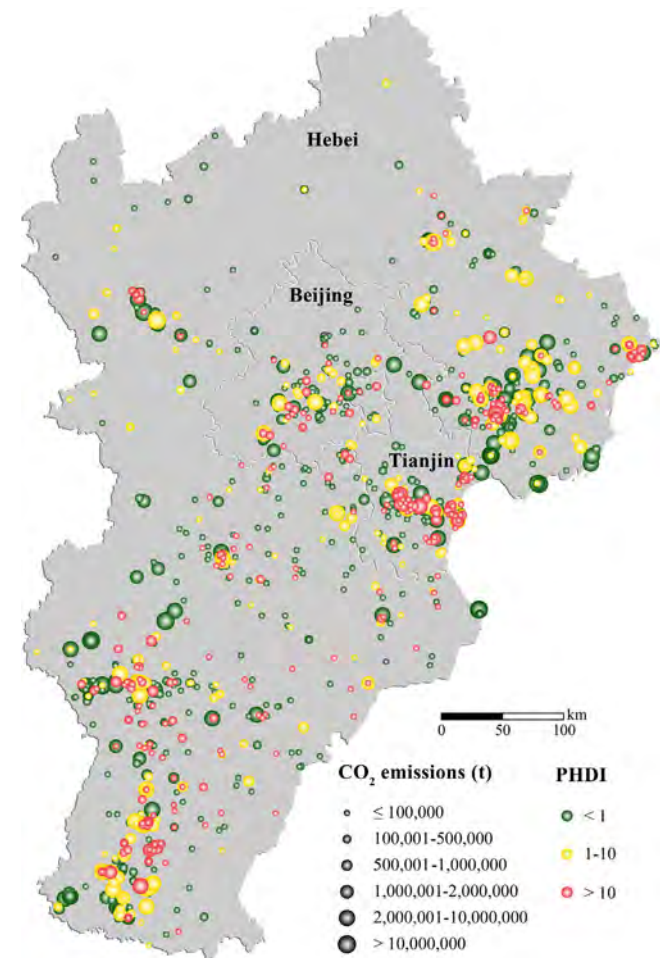 Hebei
Beijing
Tianjin
km
0 50 100
CO₂ emissions (t)
≤ 100,000
100,001-500,000
500,001-1,000,000
1,000,001-2,000,000
2,000,001-10,000,000
> 10,000,000
PHDI
< 1
1-10
> 10